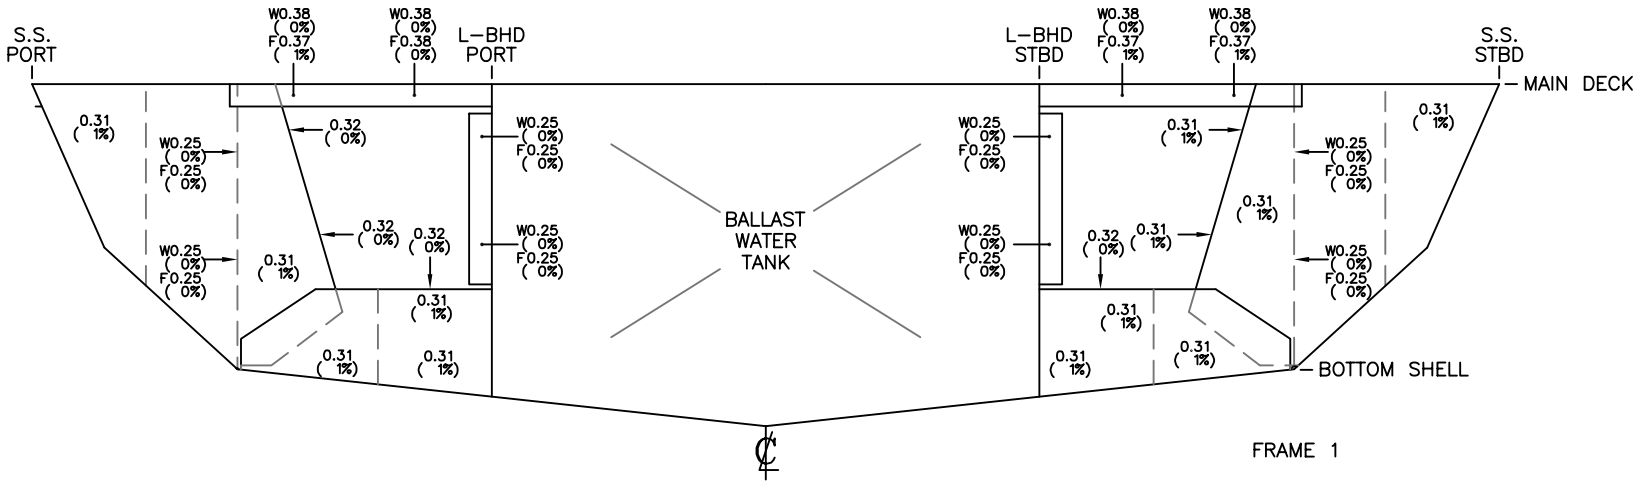 S.S.
PORT
W0.38
( 0%)
F0.37
( 1%)
W0.38
( 0%)
F0.38
( 0%)
L-BHD
PORT
L-BHD
STBD
W0.38
( 0%)
F0.37
( 1%)
W0.38
( 0%)
F0.37
( 1%)
S.S.
STBD
MAIN DECK
0.31
( 1%)
W0.25
( 0%)
F0.25
( 0%)
0.32
( 0%)
W0.25
( 0%)
F0.25
( 0%)
W0.25
( 0%)
F0.25
( 0%)
0.31
( 1%)
W0.25
( 0%)
F0.25
( 0%)
0.31
( 1%)
W0.25
( 0%)
F0.25
( 0%)
0.31
( 1%)
0.32
( 0%)
0.32
( 0%)
W0.25
( 0%)
F0.25
( 0%)
BALLAST
WATER
TANK
W0.25
( 0%)
F0.25
( 0%)
0.32
( 0%)
0.31
( 1%)
0.31
( 1%)
W0.25
( 0%)
F0.25
( 0%)
0.31
( 1%)
0.31
( 1%)
0.31
( 1%)
0.31
( 1%)
0.31
( 1%)
0.31
( 1%)
BOTTOM SHELL
℄
FRAME 1